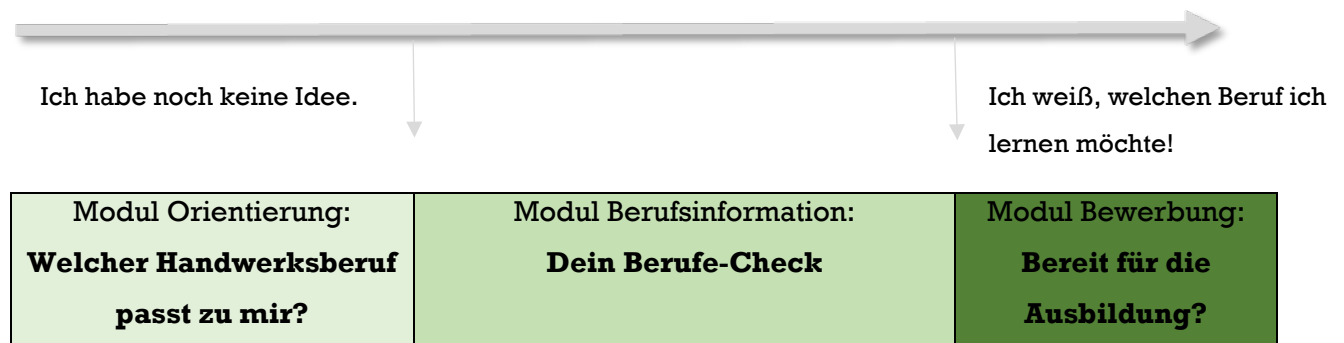 Ich habe noch keine Idee.
Ich weiß, welchen Beruf ich
lernen möchte!
Modul Orientierung:
Welcher Handwerksberuf
passt zu mir?
Modul Berufsinformation:
Dein Berufe-Check
Modul Bewerbung:
Bereit für die
Ausbildung?